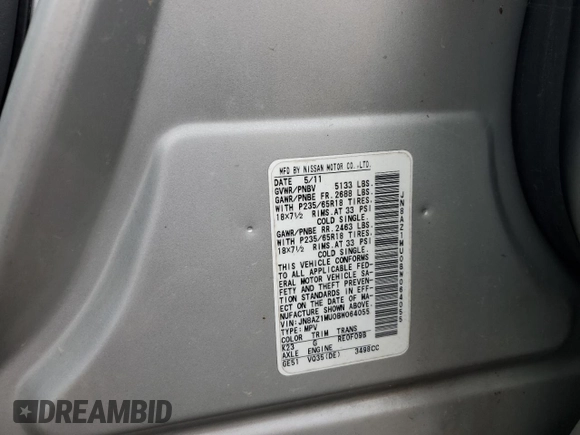 MFD BY NISSAN MOTOR CO.,LTD.
DATE 5/11
GVWR/PNBV 5133 LBS.
GAWR/PNBE FR. 2688 LBS.
WITH P235/65R18 TIRES.
18×7½ RIMS.AT 33 PSI
COLD SINGLE.
GAWR/PNBE RR. 2463 LBS.
WITH P235/65R18 TIRES.
18×7½ RIMS.AT 33 PSI
COLD SINGLE.
THIS VEHICLE CONFORMS
TO ALL APPLICABLE FED-
ERAL MOTOR VEHICLE SA-
FETY AND THEFT PREVEN-
TION STANDARDS IN EFF-
ECT ON THE DATE OF MA-
NUFACTURE SHOWN ABOVE
VIN:JN8AZ1MU0BW064055
TYPE:MPV
COLOR TRIM TRANS
K23 G RE0F09B
AXLE ENGINE
GES1 VQ35(DE) 3498CC
JN8AZ1MU0BW064055
DREAMBID